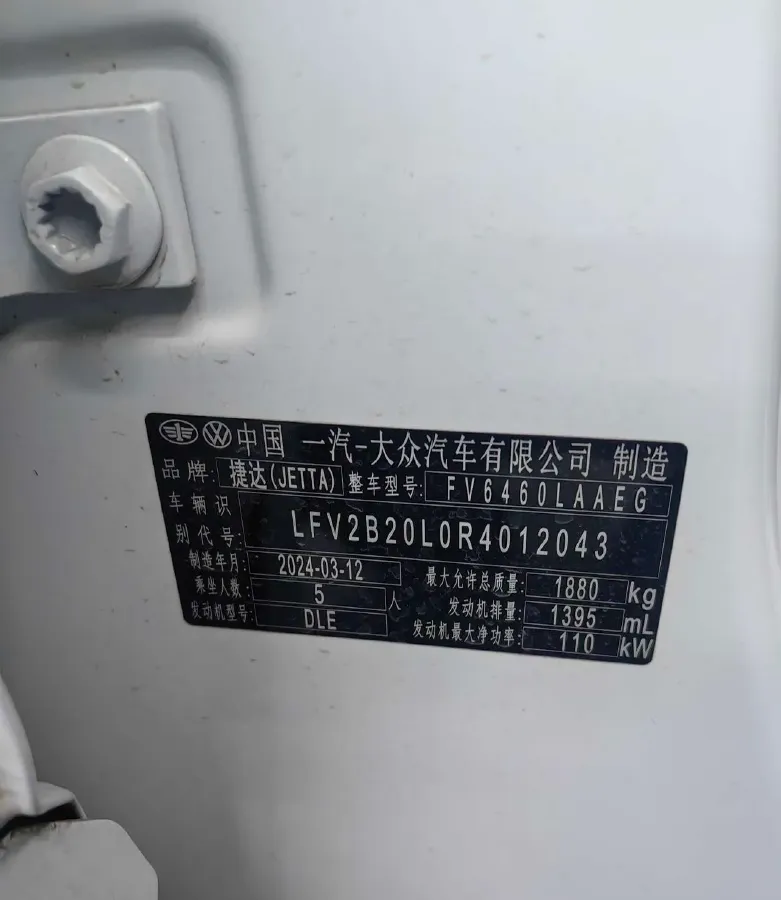 中国 一汽-大众汽车有限公司 制造
品牌: 捷达(JETTA) 整车型号: FV6460LAAEG
车辆识别代号: LFV2B20L0R4012043
制造年月: 2024-03-12 最大允许总质量: 1880 kg
乘坐人数: 5 人 发动机排量: 1395 mL
发动机型号: DLE 发动机最大净功率: 110 kW